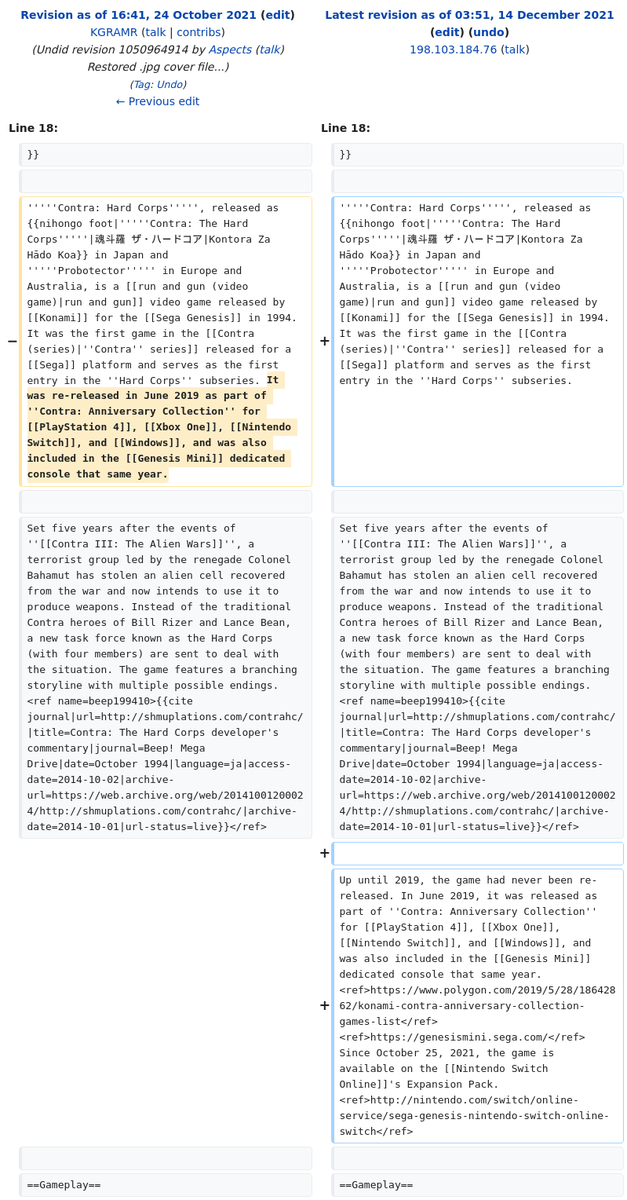 Revision as of 16:41, 24 October 2021 (edit)
KGRAMR (talk | contribs)
(Undid revision 1050964914 by Aspects (talk)
Restored .jpg cover file...)
(Tag: Undo)
← Previous edit
Latest revision as of 03:51, 14 December 2021
(edit) (undo)
198.103.184.76 (talk)
Line 18:
Line 18:
}}
}}
−
'''''Contra: Hard Corps''''', released as
{{nihongo foot|'''''Contra: The Hard
Corps'''''|魂斗羅 ザ・ハードコア|Kontora Za
Hādo Koa}} in Japan and
'''''Probotector''''' in Europe and
Australia, is a [[run and gun (video
game)|run and gun]] video game released by
[[Konami]] for the [[Sega Genesis]] in 1994.
It was the first game in the [[Contra
(series)|''Contra'' series]] released for a
[[Sega]] platform and serves as the first
entry in the ''Hard Corps'' subseries. It
was re-released in June 2019 as part of
''Contra: Anniversary Collection'' for
[[PlayStation 4]], [[Xbox One]], [[Nintendo
Switch]], and [[Windows]], and was also
included in the [[Genesis Mini]] dedicated
console that same year.
+
'''''Contra: Hard Corps''''', released as
{{nihongo foot|'''''Contra: The Hard
Corps'''''|魂斗羅 ザ・ハードコア|Kontora Za
Hādo Koa}} in Japan and
'''''Probotector''''' in Europe and
Australia, is a [[run and gun (video
game)|run and gun]] video game released by
[[Konami]] for the [[Sega Genesis]] in 1994.
It was the first game in the [[Contra
(series)|''Contra'' series]] released for a
[[Sega]] platform and serves as the first
entry in the ''Hard Corps'' subseries.
Set five years after the events of
''[[Contra III: The Alien Wars]]'', a
terrorist group led by the renegade Colonel
Bahamut has stolen an alien cell recovered
from the war and now intends to use it to
produce weapons. Instead of the traditional
Contra heroes of Bill Rizer and Lance Bean,
a new task force known as the Hard Corps
(with four members) are sent to deal with
the situation. The game features a branching
storyline with multiple possible endings.
<ref name=beep199410>{{cite
journal|url=http://shmuplations.com/contrahc/
|title=Contra: The Hard Corps developer's
commentary|journal=Beep! Mega
Drive|date=October 1994|language=ja|access-
date=2014-10-02|archive-
url=https://web.archive.org/web/2014100120002
4/http://shmuplations.com/contrahc/|archive-
date=2014-10-01|url-status=live}}</ref>
Set five years after the events of
''[[Contra III: The Alien Wars]]'', a
terrorist group led by the renegade Colonel
Bahamut has stolen an alien cell recovered
from the war and now intends to use it to
produce weapons. Instead of the traditional
Contra heroes of Bill Rizer and Lance Bean,
a new task force known as the Hard Corps
(with four members) are sent to deal with
the situation. The game features a branching
storyline with multiple possible endings.
<ref name=beep199410>{{cite
journal|url=http://shmuplations.com/contrahc/
|title=Contra: The Hard Corps developer's
commentary|journal=Beep! Mega
Drive|date=October 1994|language=ja|access-
date=2014-10-02|archive-
url=https://web.archive.org/web/2014100120002
4/http://shmuplations.com/contrahc/|archive-
date=2014-10-01|url-status=live}}</ref>
+
+
Up until 2019, the game had never been re-
released. In June 2019, it was released as
part of ''Contra: Anniversary Collection''
for [[PlayStation 4]], [[Xbox One]],
[[Nintendo Switch]], and [[Windows]], and
was also included in the [[Genesis Mini]]
dedicated console that same year.
<ref>https://www.polygon.com/2019/5/28/186428
62/konami-contra-anniversary-collection-
games-list</ref>
<ref>https://genesismini.sega.com/</ref>
Since October 25, 2021, the game is
available on the [[Nintendo Switch
Online]]'s Expansion Pack.
<ref>http://nintendo.com/switch/online-
service/sega-genesis-nintendo-switch-online-
switch</ref>
==Gameplay==
==Gameplay==